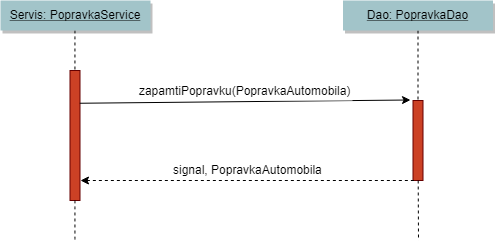 Servis: PopravkaService
Dao: PopravkaDao
zapamtiPopravku(PopravkaAutomobila)
signal, PopravkaAutomobila